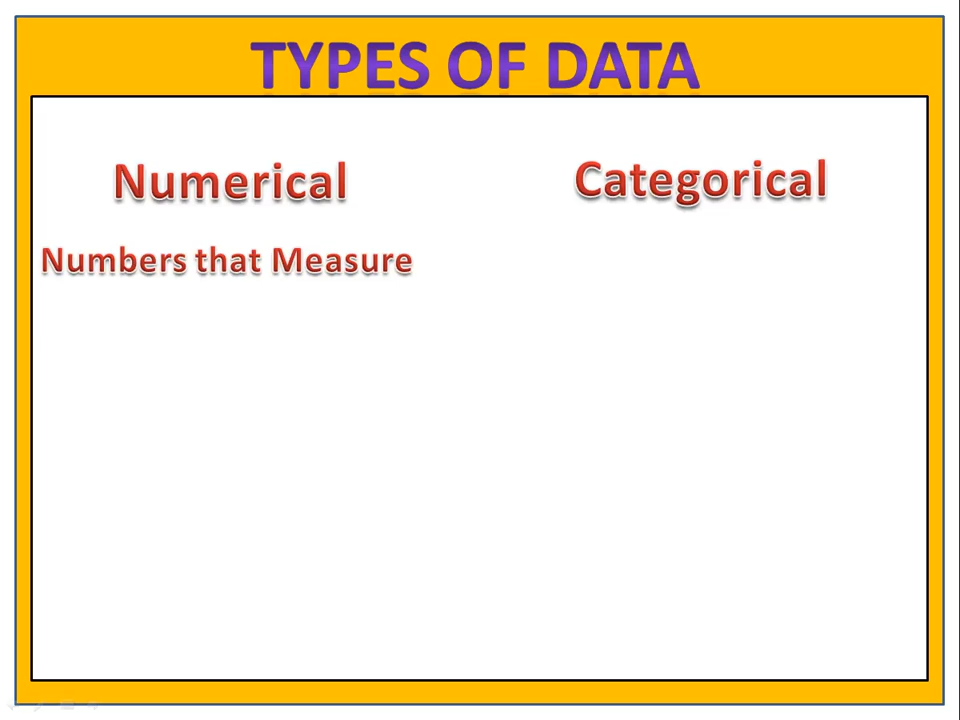 TYPES OF DATA
Numerical
Categorical
Numbers that Measure